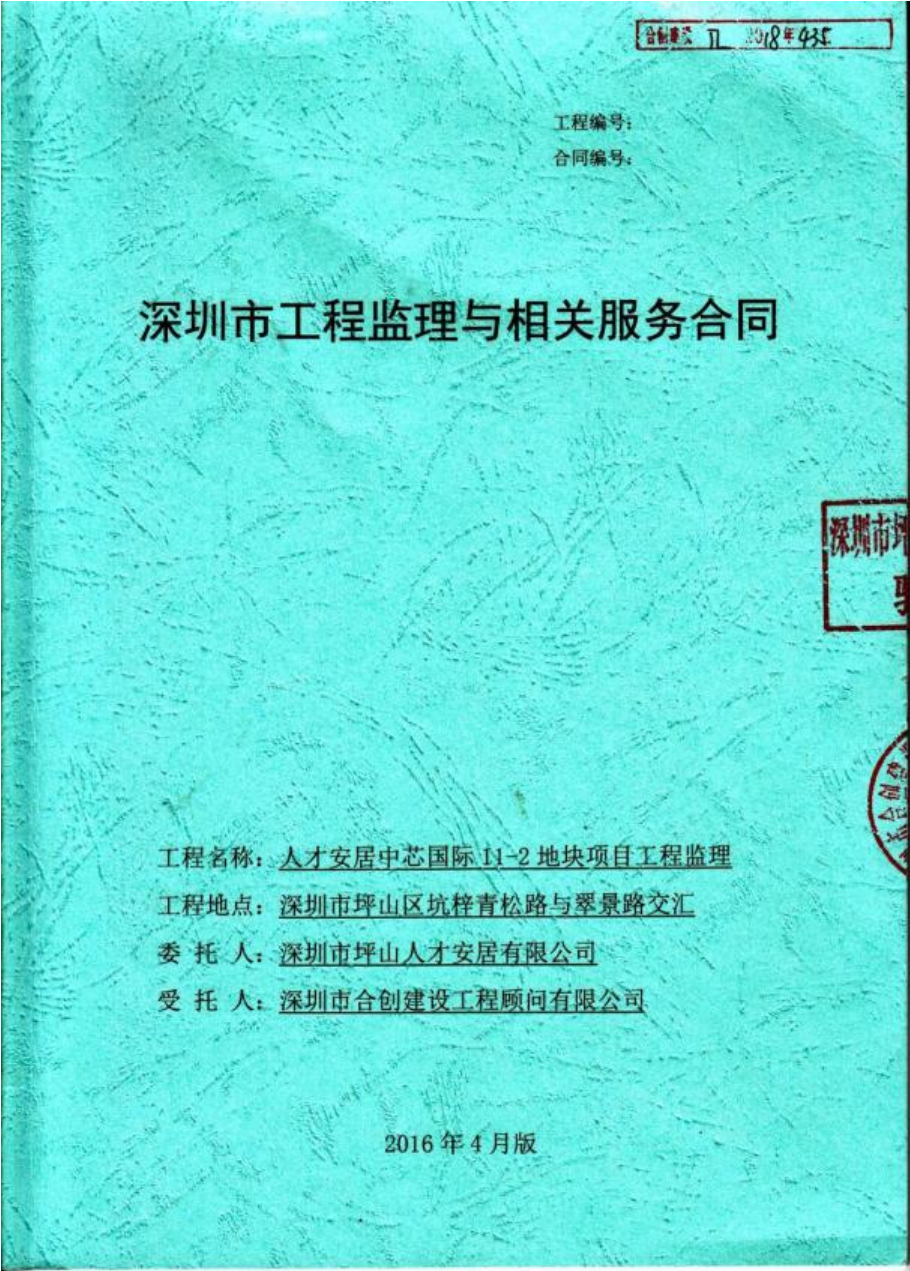 合创建设 2018年435
工程编号:
合同编号:
深圳市工程监理与相关服务合同
深圳市坪
工程名称: 人才安居中芯国际 11-2 地块项目工程监理
工程地点: 深圳市坪山区坑梓青松路与翠景路交汇
委 托 人: 深圳市坪山人才安居有限公司
受 托 人: 深圳市合创建设工程顾问有限公司
2016 年 4 月版